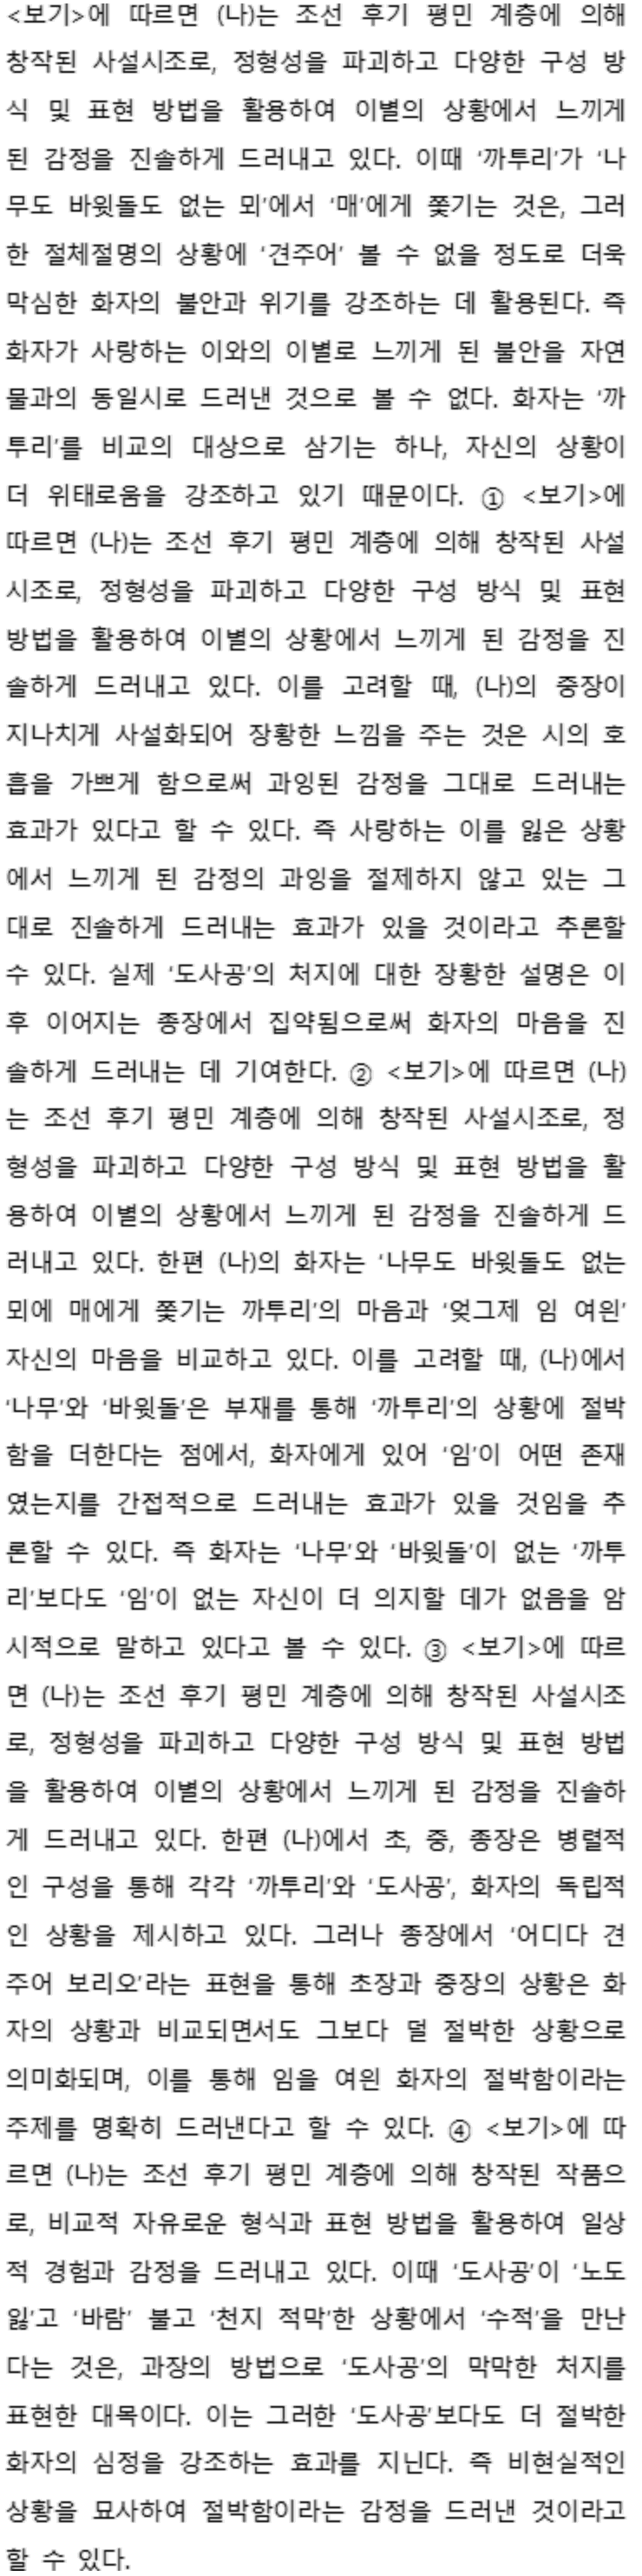 <보기>에 따르면 (나)는 조선 후기 평민 계층에 의해
창작된 사설시조로, 정형성을 파괴하고 다양한 구성 방
식 및 표현 방법을 활용하여 이별의 상황에서 느끼게
된 감정을 진솔하게 드러내고 있다. 이때 ‘까투리’가 ‘나
무도 바윗돌도 없는 뫼’에서 ‘매’에게 쫓기는 것은, 그러
한 절체절명의 상황에 ‘견주어’ 볼 수 없을 정도로 더욱
막심한 화자의 불안과 위기를 강조하는 데 활용된다. 즉
화자가 사랑하는 이와의 이별로 느끼게 된 불안을 자연
물과의 동일시로 드러낸 것으로 볼 수 없다. 화자는 ‘까
투리’를 비교의 대상으로 삼기는 하나, 자신의 상황이
더 위태로움을 강조하고 있기 때문이다. ① <보기>에
따르면 (나)는 조선 후기 평민 계층에 의해 창작된 사설
시조로, 정형성을 파괴하고 다양한 구성 방식 및 표현
방법을 활용하여 이별의 상황에서 느끼게 된 감정을 진
솔하게 드러내고 있다. 이를 고려할 때, (나)의 중장이
지나치게 사설화되어 장황한 느낌을 주는 것은 시의 호
흡을 가쁘게 함으로써 과잉된 감정을 그대로 드러내는
효과가 있다고 할 수 있다. 즉 사랑하는 이를 잃은 상황
에서 느끼게 된 감정의 과잉을 절제하지 않고 있는 그
대로 진솔하게 드러내는 효과가 있을 것이라고 추론할
수 있다. 실제 ‘도사공’의 처지에 대한 장황한 설명은 이
후 이어지는 종장에서 집약됨으로써 화자의 마음을 진
솔하게 드러내는 데 기여한다. ② <보기>에 따르면 (나)
는 조선 후기 평민 계층에 의해 창작된 사설시조로, 정
형성을 파괴하고 다양한 구성 방식 및 표현 방법을 활
용하여 이별의 상황에서 느끼게 된 감정을 진솔하게 드
러내고 있다. 한편 (나)의 화자는 ‘나무도 바윗돌도 없는
뫼에 매에게 쫓기는 까투리’의 마음과 ‘엊그제 임 여읜’
자신의 마음을 비교하고 있다. 이를 고려할 때, (나)에서
‘나무’와 ‘바윗돌’은 부재를 통해 ‘까투리’의 상황에 절박
함을 더한다는 점에서, 화자에게 있어 ‘임’이 어떤 존재
였는지를 간접적으로 드러내는 효과가 있을 것임을 추
론할 수 있다. 즉 화자는 ‘나무’와 ‘바윗돌’이 없는 ‘까투
리’보다도 ‘임’이 없는 자신이 더 의지할 데가 없음을 암
시적으로 말하고 있다고 볼 수 있다. ③ <보기>에 따르
면 (나)는 조선 후기 평민 계층에 의해 창작된 사설시조
로, 정형성을 파괴하고 다양한 구성 방식 및 표현 방법
을 활용하여 이별의 상황에서 느끼게 된 감정을 진솔하
게 드러내고 있다. 한편 (나)에서 초, 중, 종장은 병렬적
인 구성을 통해 각각 ‘까투리’와 ‘도사공’, 화자의 독립적
인 상황을 제시하고 있다. 그러나 종장에서 ‘어디다 견
주어 보리오’라는 표현을 통해 초장과 중장의 상황은 화
자의 상황과 비교되면서도 그보다 덜 절박한 상황으로
의미화되며, 이를 통해 임을 여읜 화자의 절박함이라는
주제를 명확히 드러낸다고 할 수 있다. ④ <보기>에 따
르면 (나)는 조선 후기 평민 계층에 의해 창작된 작품으
로, 비교적 자유로운 형식과 표현 방법을 활용하여 일상
적 경험과 감정을 드러내고 있다. 이때 ‘도사공’이 ‘노도
잃’고 ‘바람’ 불고 ‘천지 적막’한 상황에서 ‘수적’을 만난
다는 것은, 과장의 방법으로 ‘도사공’의 막막한 처지를
표현한 대목이다. 이는 그러한 ‘도사공’보다도 더 절박한
화자의 심정을 강조하는 효과를 지닌다. 즉 비현실적인
상황을 묘사하여 절박함이라는 감정을 드러낸 것이라고
할 수 있다.